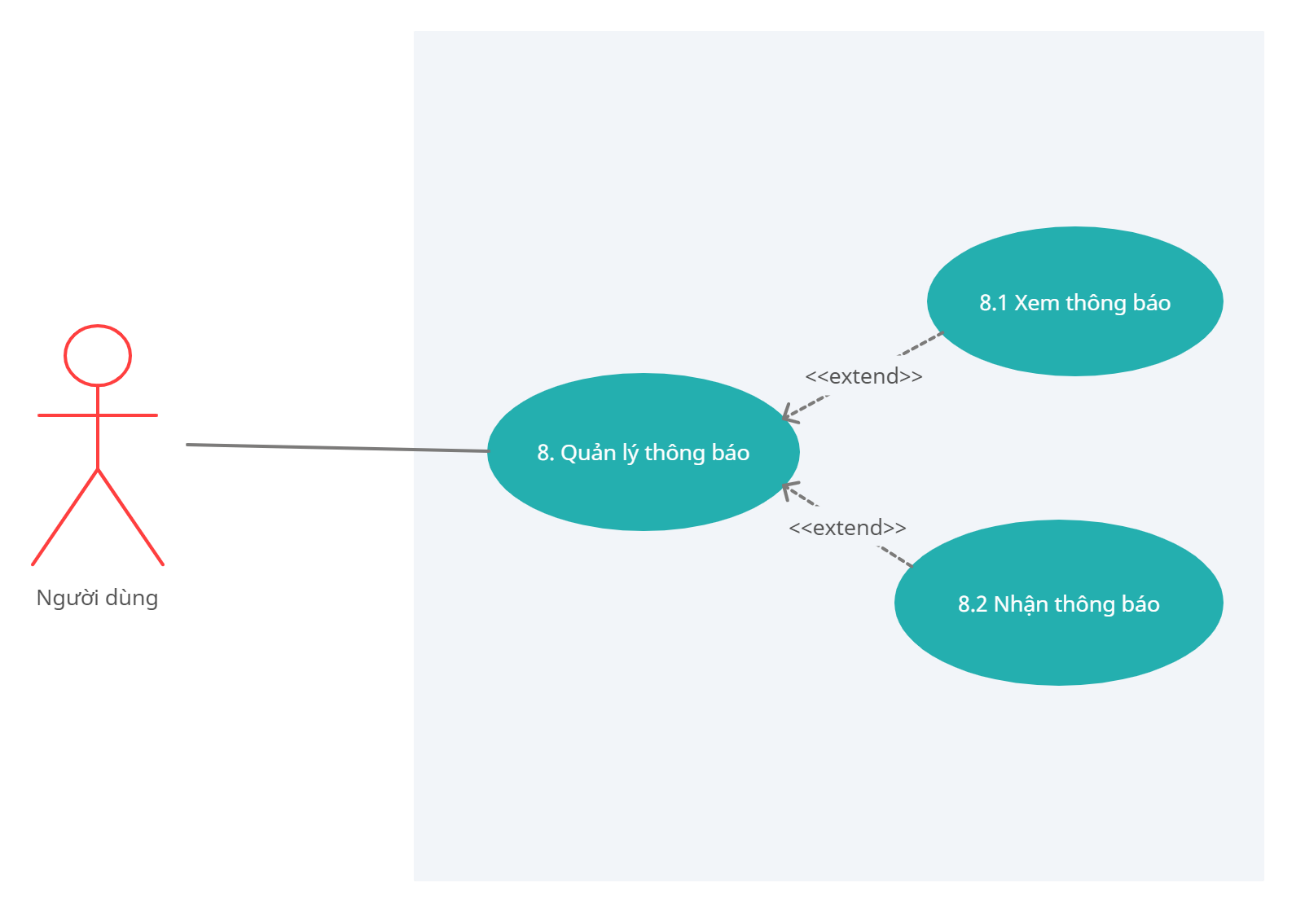 8.1 Xem thông báo
<<extend>>
8. Quản lý thông báo
<<extend>>
Người dùng
8.2 Nhận thông báo